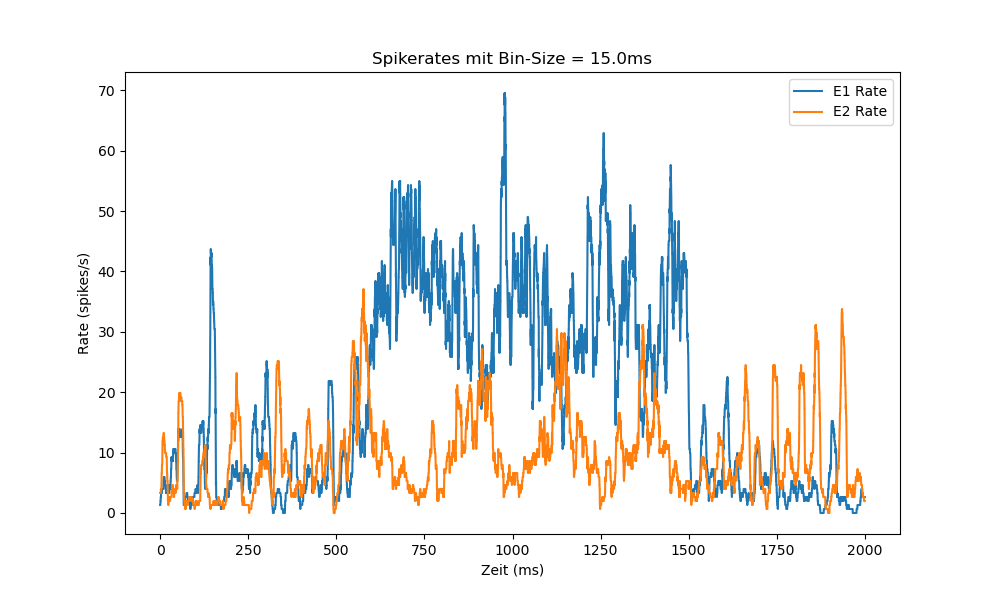 Spikerates mit Bin-Size = 15.0ms
E1 Rate
E2 Rate
Rate (spikes/s)
70
60
50
40
30
20
10
0
0 250 500 750 1000 1250 1500 1750 2000
Zeit (ms)